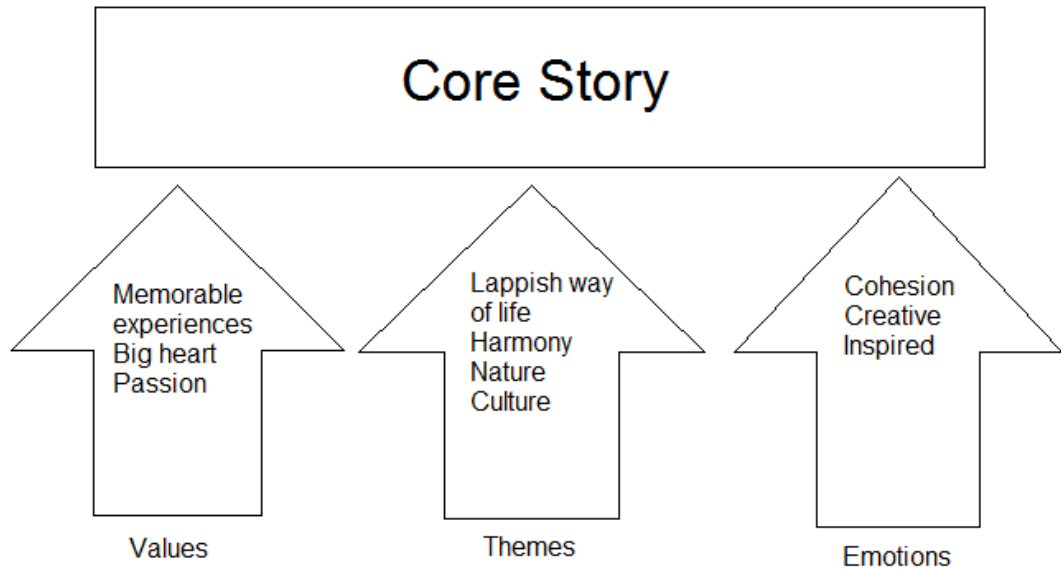 Core Story
Memorable
experiences
Big heart
Passion
Lappish way
of life
Harmony
Nature
Culture
Cohesion
Creative
Inspired
Values
Themes
Emotions